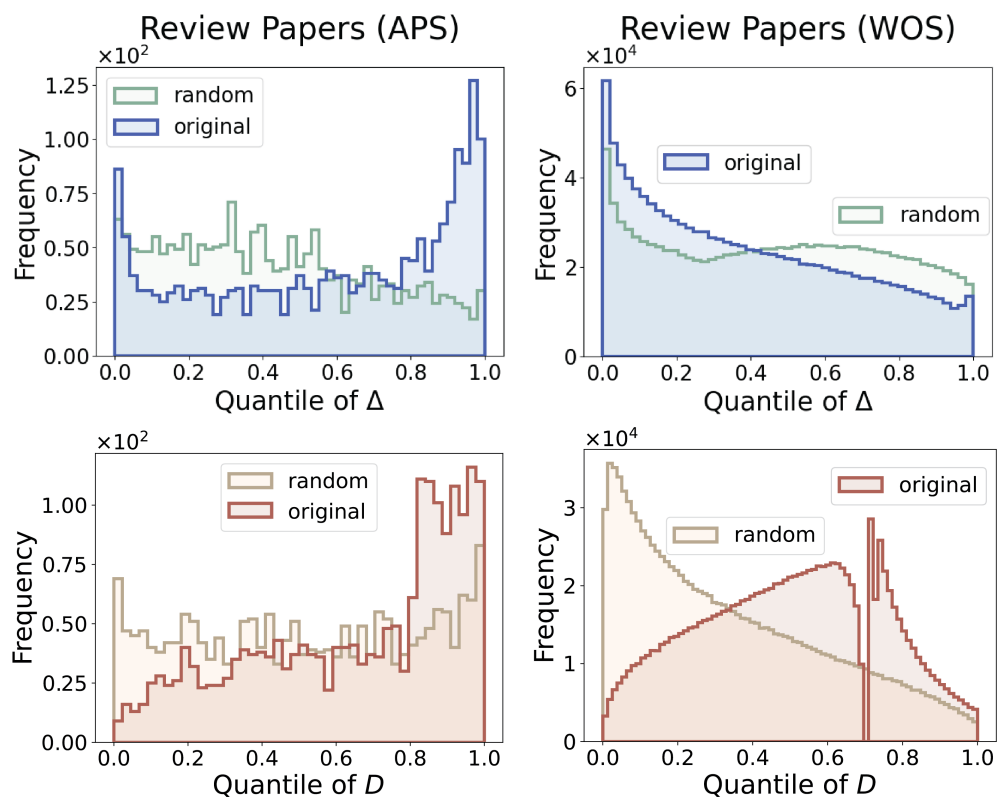 Review Papers (APS)
×10²
1.25
1.00
0.75
0.50
0.25
0.00
Frequency
random
original
0.0 0.2 0.4 0.6 0.8 1.0
Quantile of Δ
Review Papers (WOS)
×10⁴
6
4
2
0
Frequency
original
random
0.0 0.2 0.4 0.6 0.8 1.0
Quantile of Δ
×10²
1.00
0.75
0.50
0.25
0.00
Frequency
random
original
0.0 0.2 0.4 0.6 0.8 1.0
Quantile of D
×10⁴
3
2
1
0
Frequency
original
random
0.0 0.2 0.4 0.6 0.8 1.0
Quantile of D